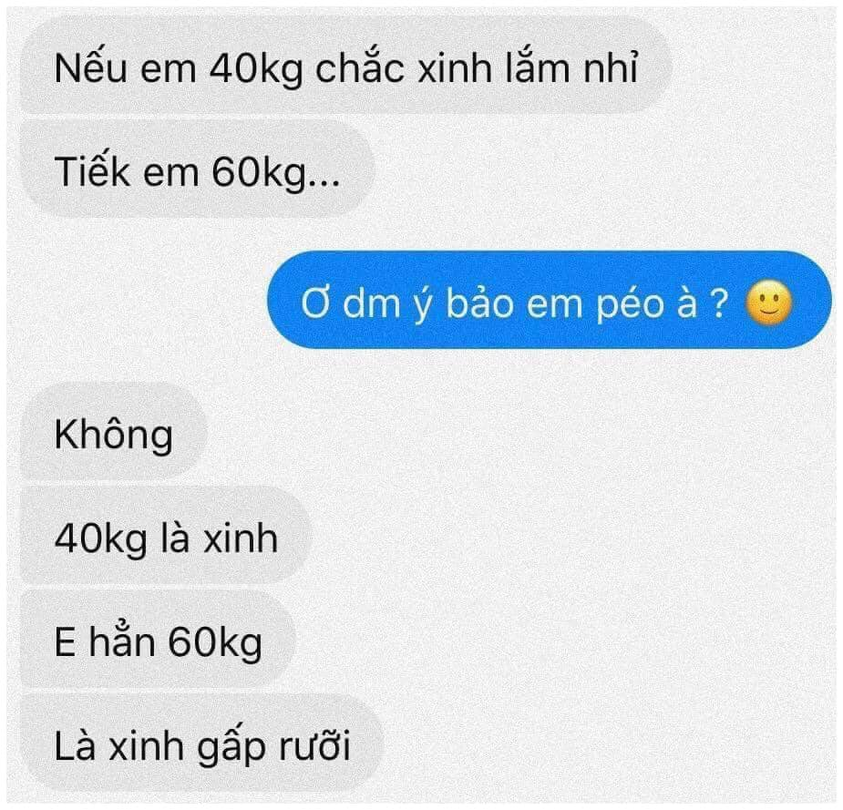 Nếu em 40kg chắc xinh lắm nhỉ
Tiếk em 60kg...
Ơ dm ý bảo em péo à ? 🙂
Không
40kg là xinh
E hẳn 60kg
Là xinh gấp rưỡi